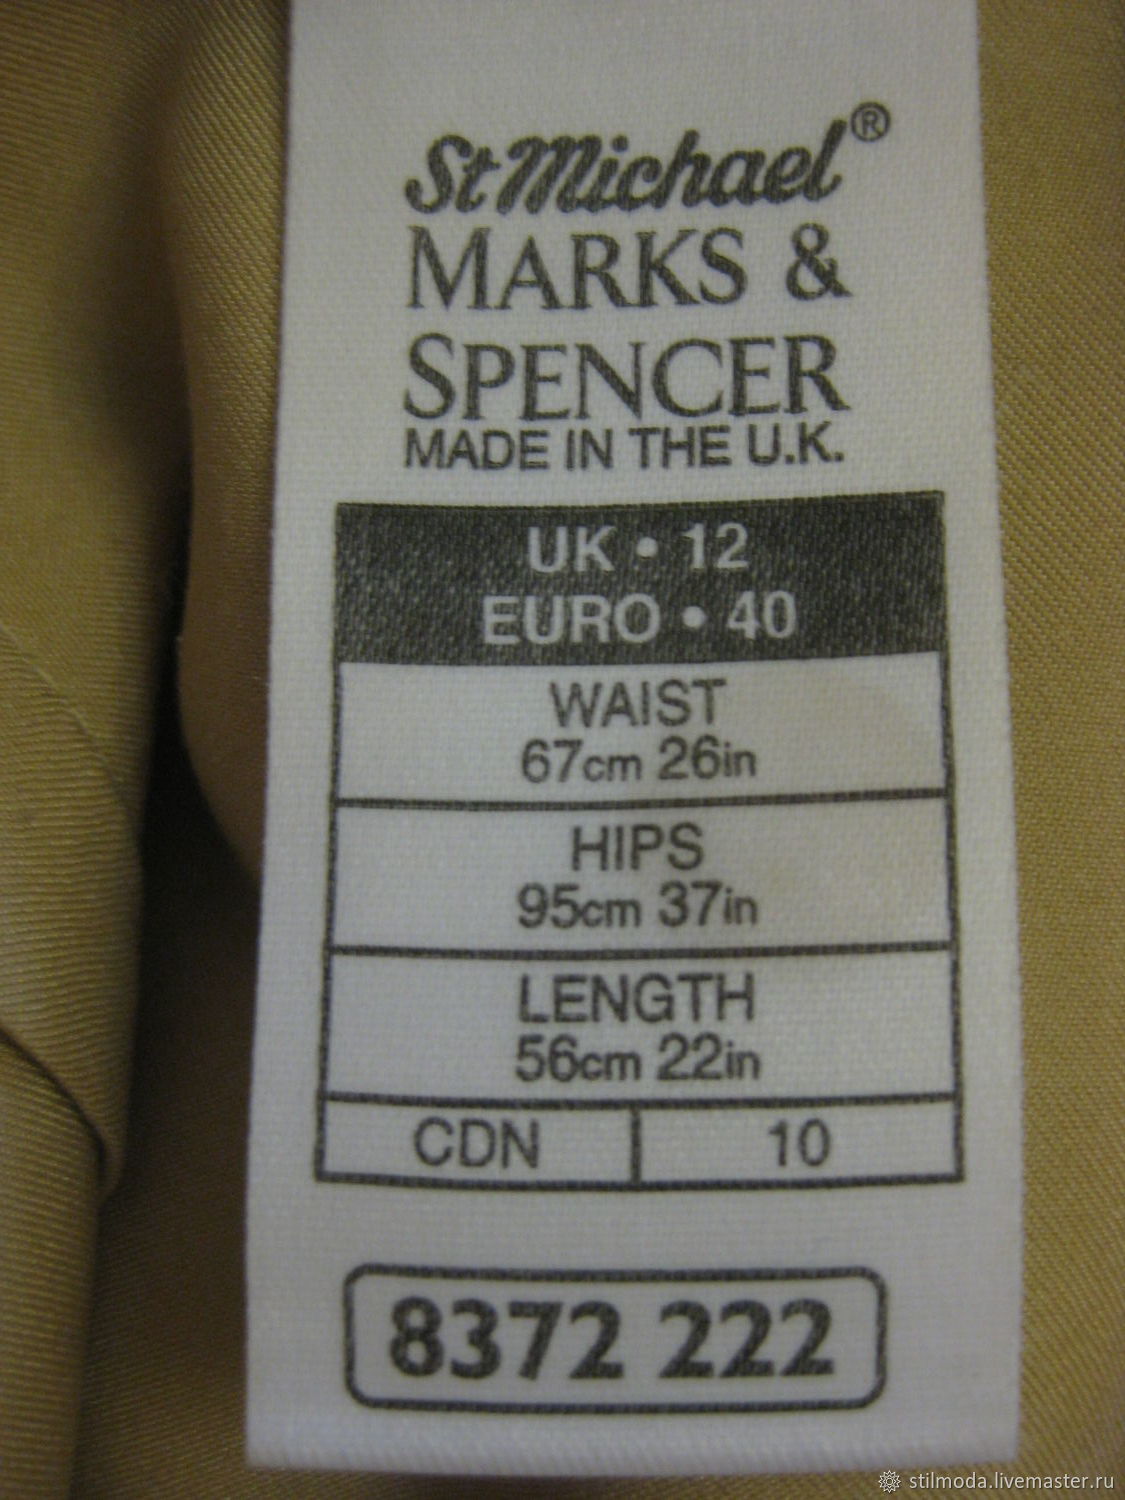 St Michael®
MARKS &
SPENCER
MADE IN THE U.K.
UK • 12
EURO • 40
WAIST
67cm 26in
HIPS
95cm 37in
LENGTH
56cm 22in
CDN 10
8372 222
stilmoda.livemaster.ru